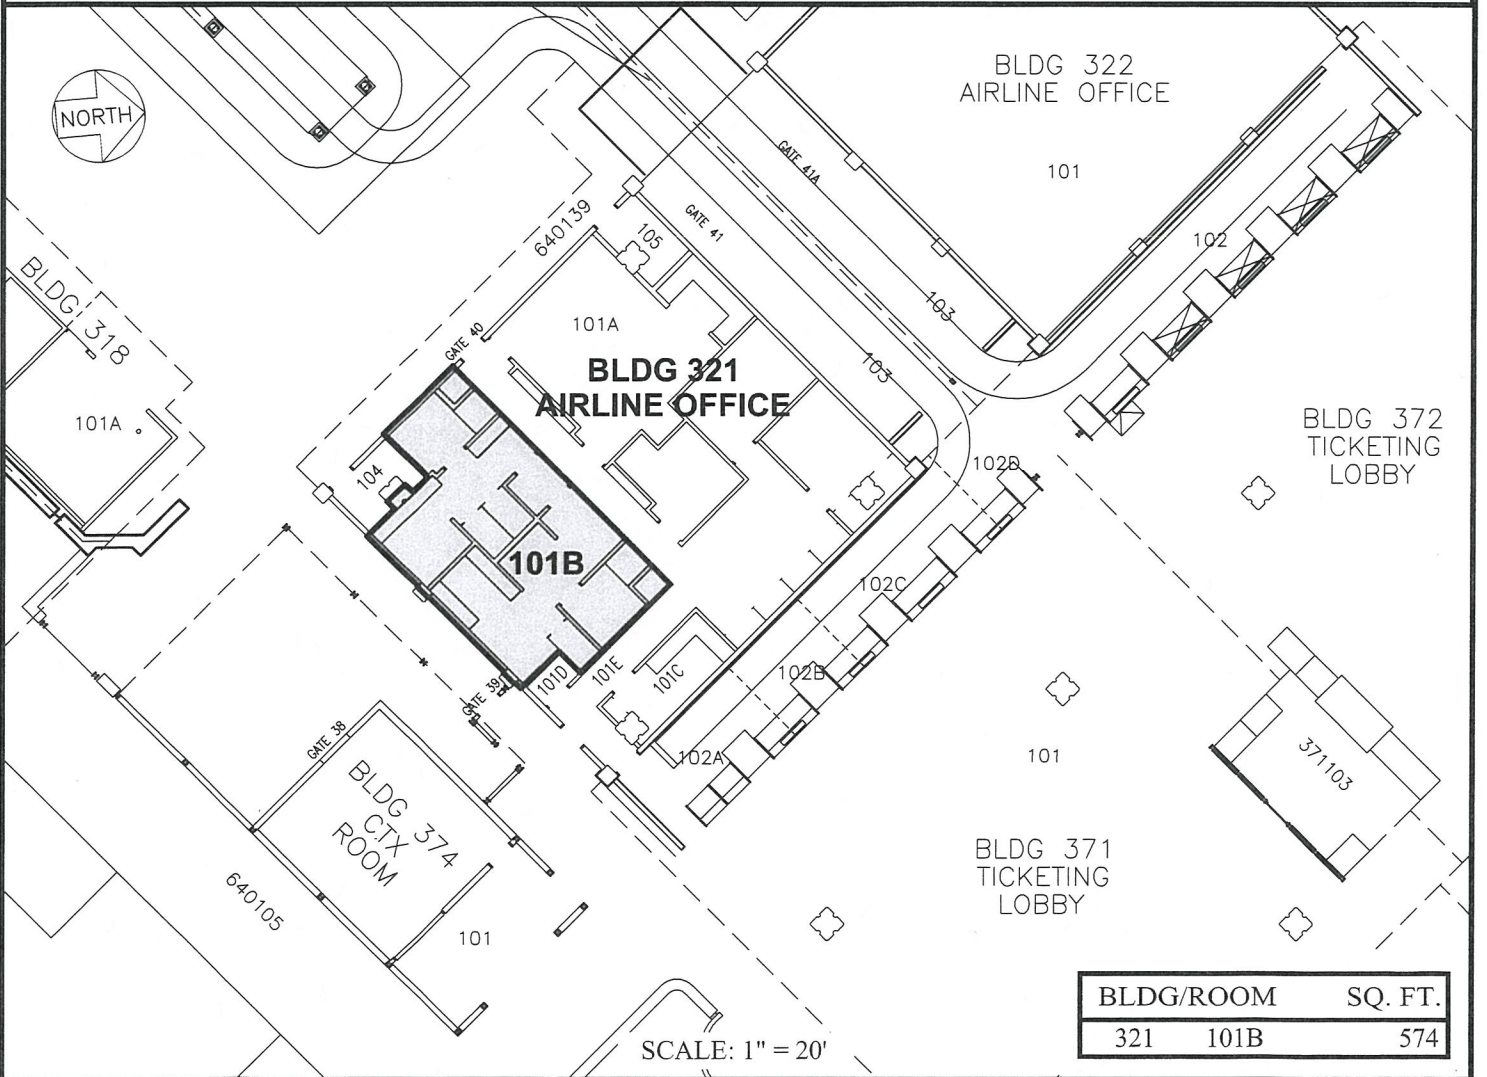 BLDG 322
AIRLINE OFFICE
101
NORTH
GATE 41A
640139
105
GATE 41
102
BLDG 318
101A
GATE 40
101A
103
103
BLDG 321
AIRLINE OFFICE
101A
BLDG 372
TICKETING
LOBBY
104
102D
101B
102C
101D
101E
101C
102B
GATE 39
GATE 38
102A
101
371103
BLDG 374
CTX
ROOM
BLDG 371
TICKETING
LOBBY
640105
101
SCALE: 1" = 20'
BLDG/ROOM SQ. FT.
321 101B 574